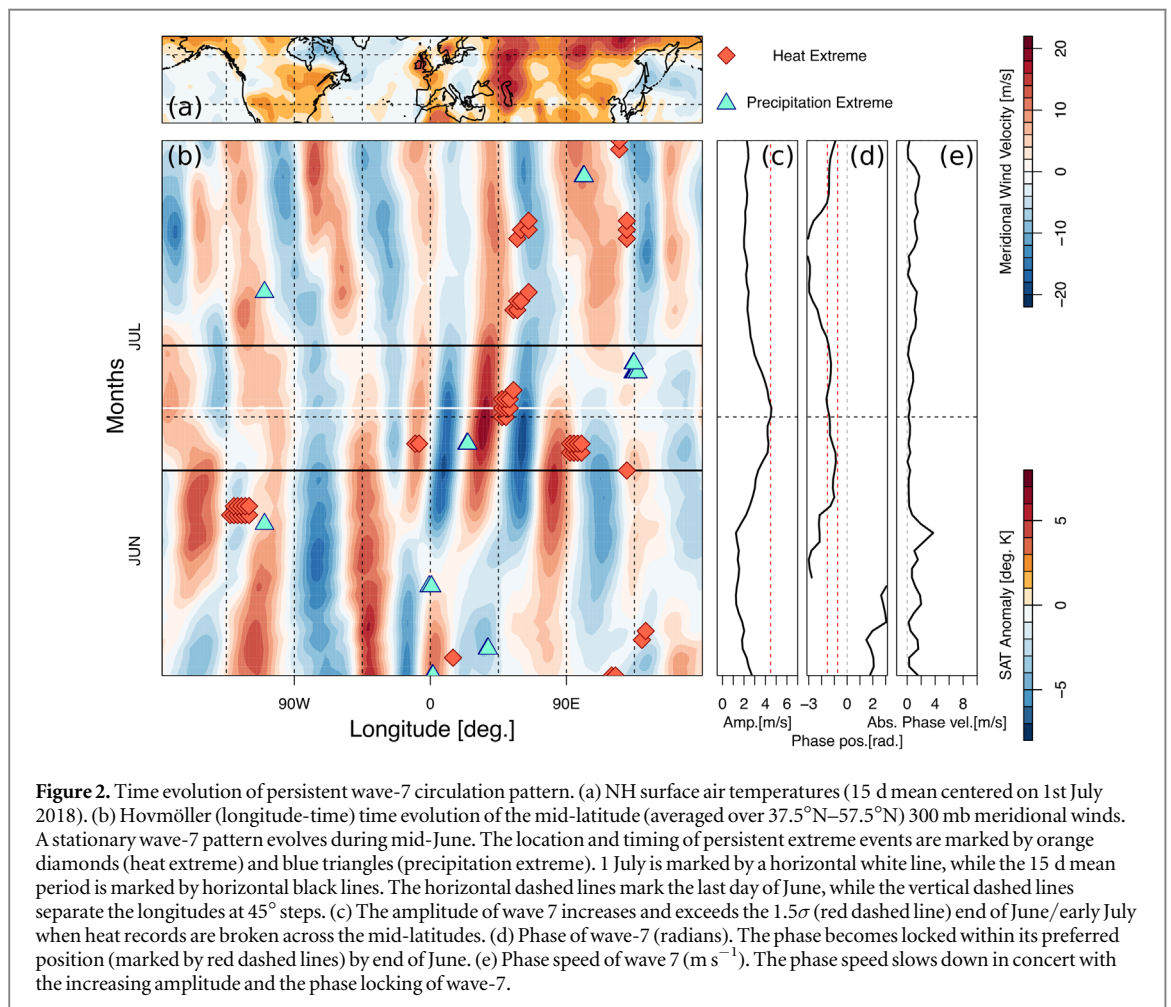 (a)
Heat Extreme
Precipitation Extreme
20
10
0
−10
−20
Meridional Wind Velocity [m/s]
(b)
(c)
(d)
(e)
JUL
JUN
Months
90W
0
90E
Longitude [deg.]
0 2 4 6
Amp.[m/s]
−3 0 2
Phase pos.[rad.]
0 4 8
Abs. Phase vel.[m/s]
5
0
−5
SAT Anomaly [deg. K]
Figure 2. Time evolution of persistent wave-7 circulation pattern. (a) NH surface air temperatures (15 d mean centered on 1st July
2018). (b) Hovmöller (longitude-time) time evolution of the mid-latitude (averaged over 37.5°N–57.5°N) 300 mb meridional winds.
A stationary wave-7 pattern evolves during mid-June. The location and timing of persistent extreme events are marked by orange
diamonds (heat extreme) and blue triangles (precipitation extreme). 1 July is marked by a horizontal white line, while the 15 d mean
period is marked by horizontal black lines. The horizontal dashed lines mark the last day of June, while the vertical dashed lines
separate the longitudes at 45° steps. (c) The amplitude of wave 7 increases and exceeds the 1.5σ (red dashed line) end of June/early July
when heat records are broken across the mid-latitudes. (d) Phase of wave-7 (radians). The phase becomes locked within its preferred
position (marked by red dashed lines) by end of June. (e) Phase speed of wave 7 (m s⁻¹). The phase speed slows down in concert with
the increasing amplitude and the phase locking of wave-7.